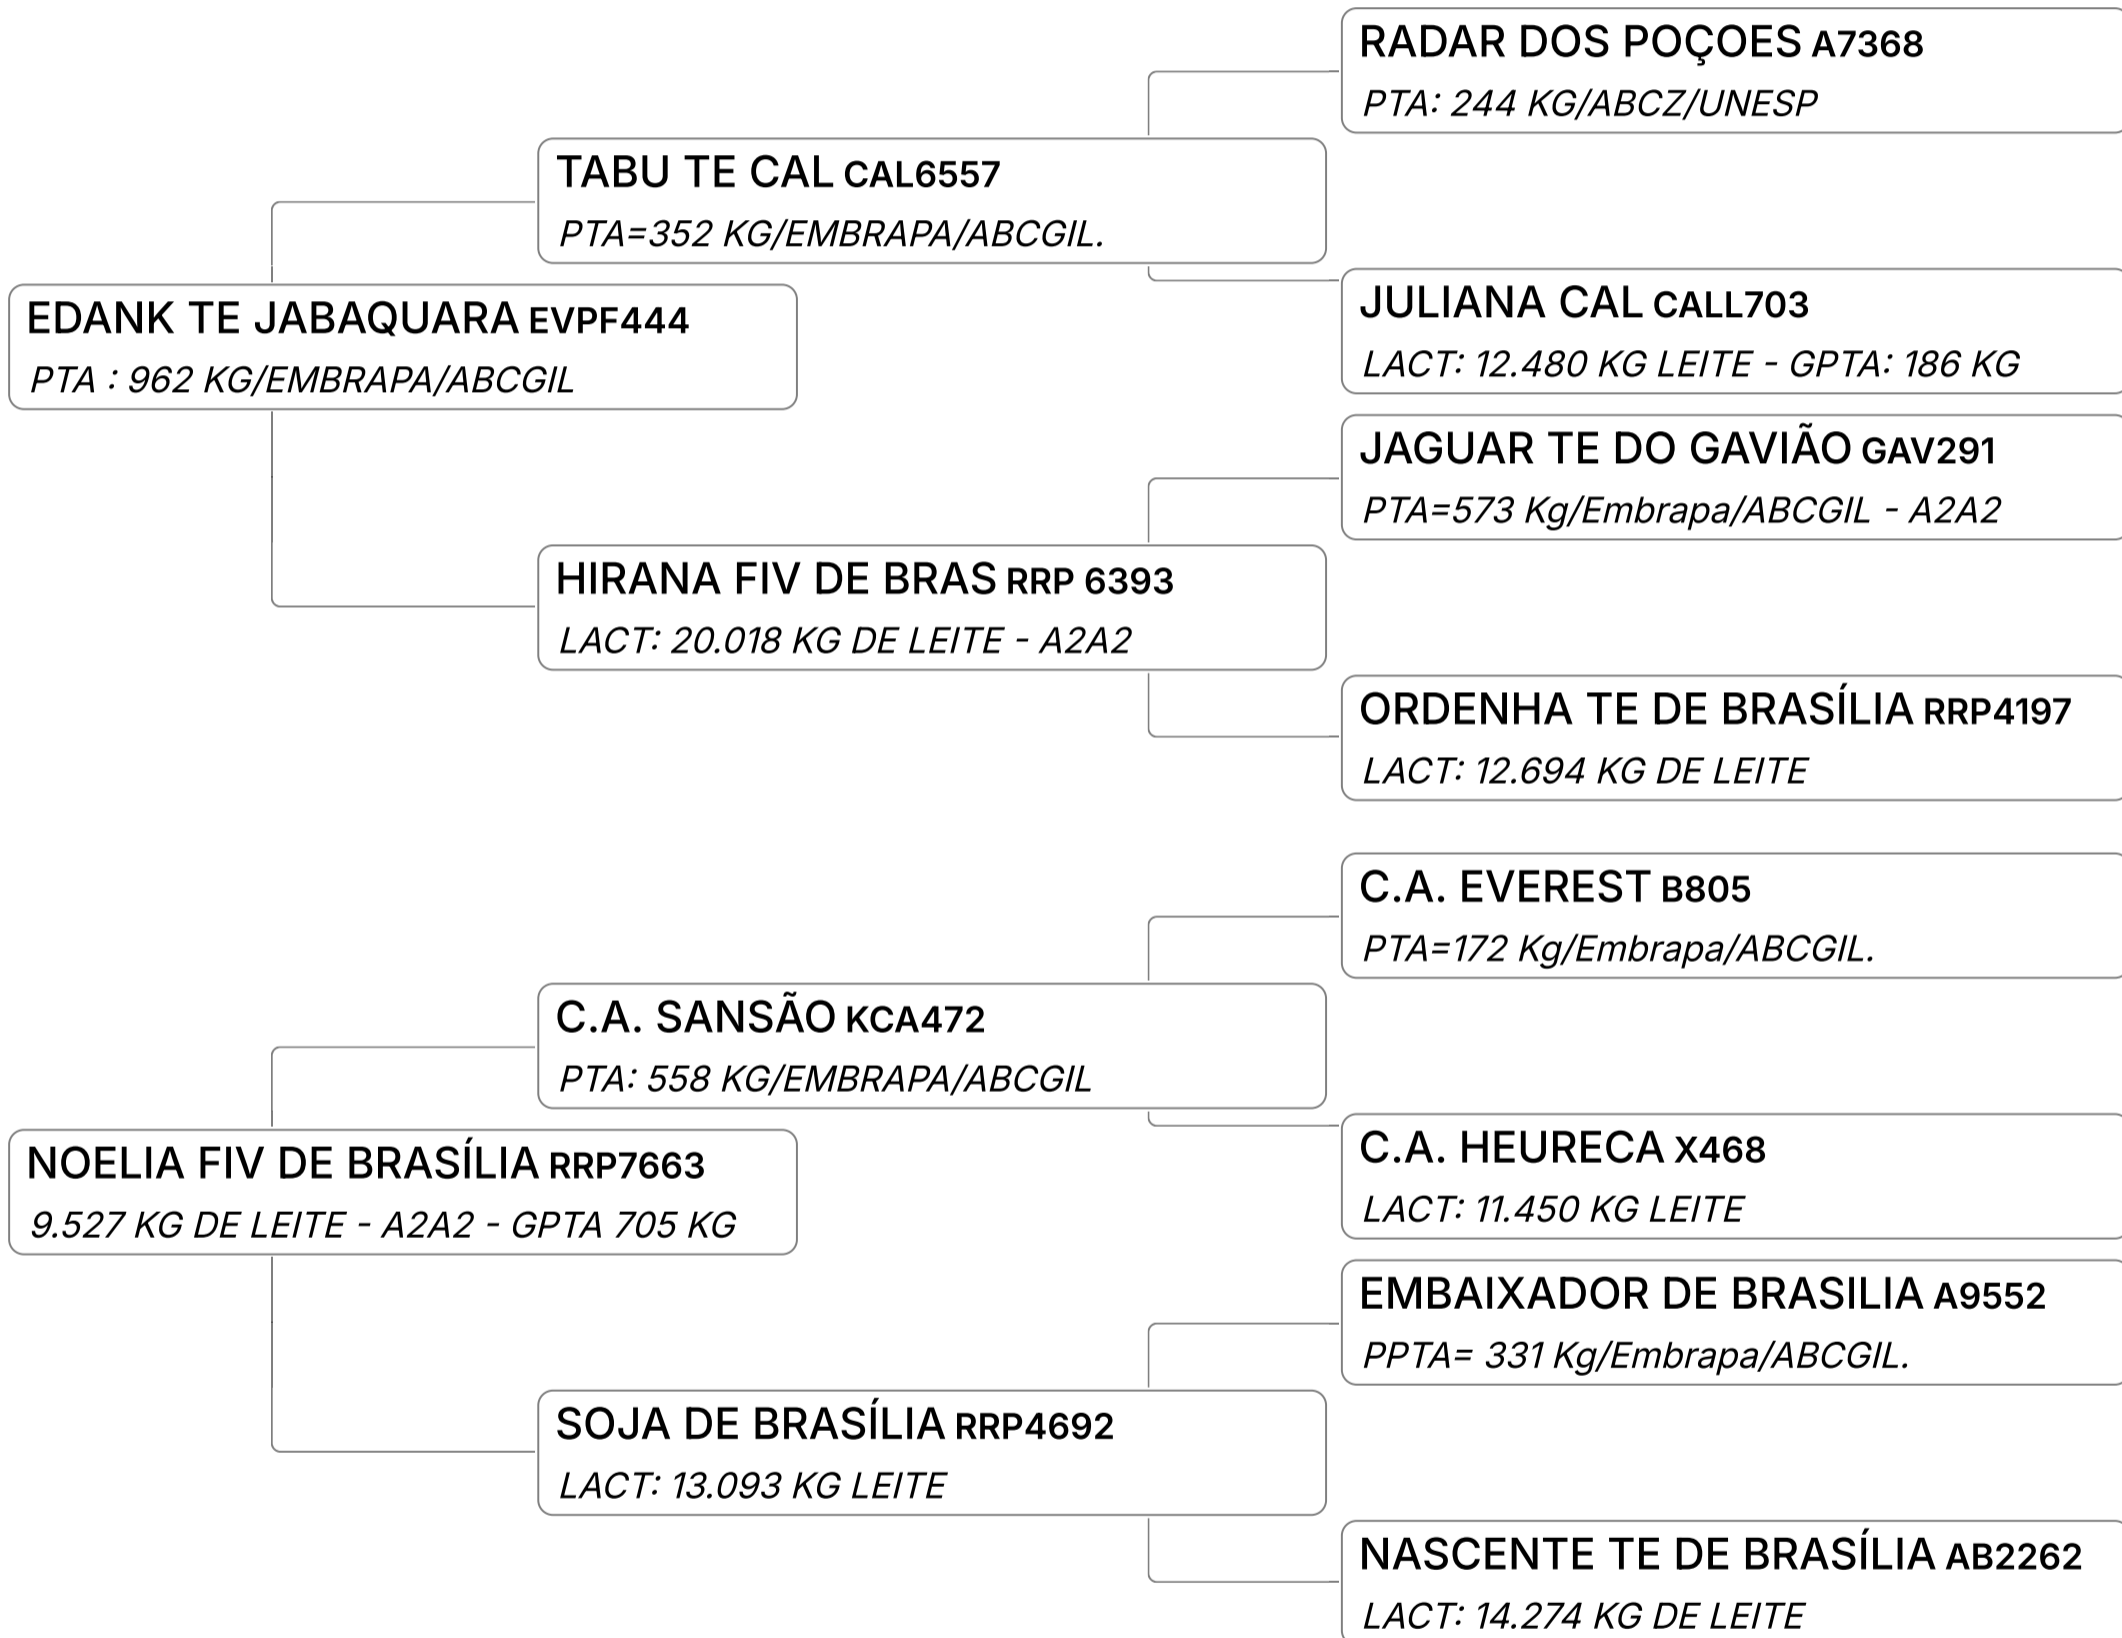 RADAR DOS POÇOES A7368
PTA: 244 KG/ABCZ/UNESP
TABU TE CAL CAL6557
PTA=352 KG/EMBRAPA/ABCGIL.
JULIANA CAL CALL703
LACT: 12.480 KG LEITE - GPTA: 186 KG
EDANK TE JABAQUARA EVPF444
PTA : 962 KG/EMBRAPA/ABCGIL
JAGUAR TE DO GAVIÃO GAV291
PTA=573 Kg/Embrapa/ABCGIL - A2A2
HIRANA FIV DE BRAS RRP 6393
LACT: 20.018 KG DE LEITE - A2A2
ORDENHA TE DE BRASÍLIA RRP4197
LACT: 12.694 KG DE LEITE
C.A. EVEREST B805
PTA=172 Kg/Embrapa/ABCGIL.
C.A. SANSÃO KCA472
PTA: 558 KG/EMBRAPA/ABCGIL
C.A. HEURECA X468
LACT: 11.450 KG LEITE
NOELIA FIV DE BRASÍLIA RRP7663
9.527 KG DE LEITE - A2A2 - GPTA 705 KG
EMBAIXADOR DE BRASILIA A9552
PPTA= 331 Kg/Embrapa/ABCGIL.
SOJA DE BRASÍLIA RRP4692
LACT: 13.093 KG LEITE
NASCENTE TE DE BRASÍLIA AB2262
LACT: 14.274 KG DE LEITE